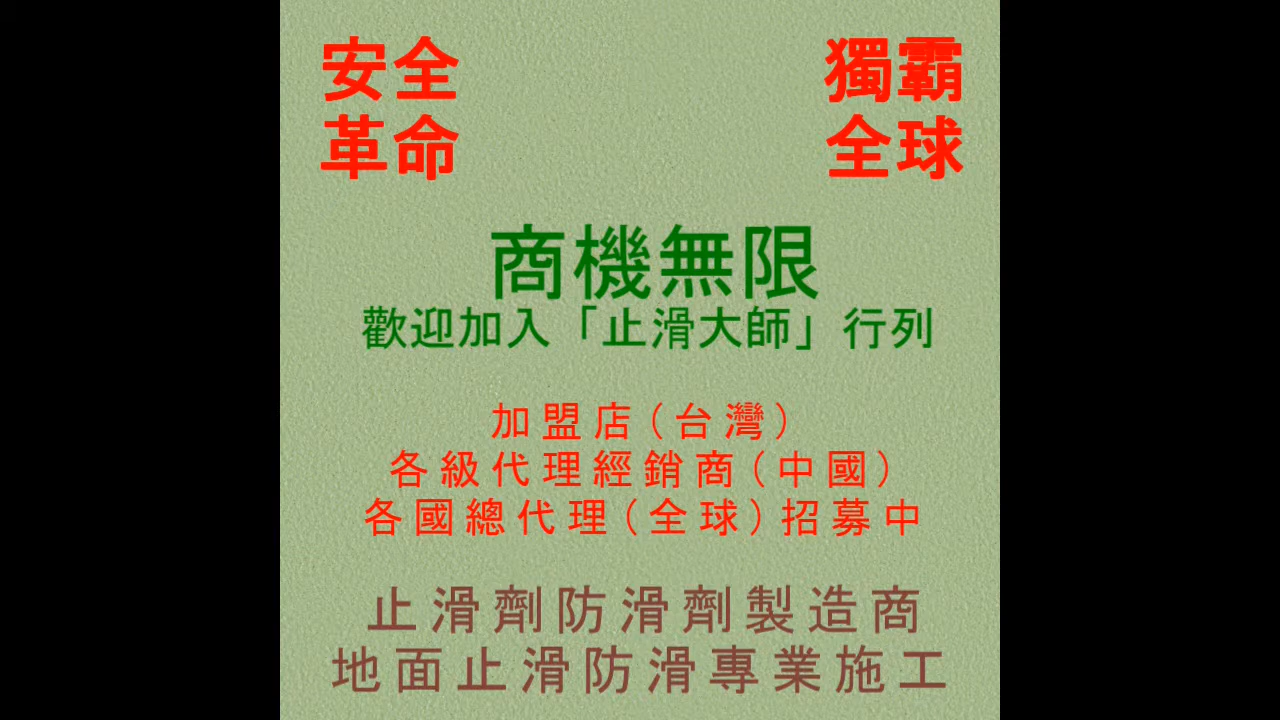 安全
革命
獨霸
全球
商機無限
歡迎加入「止滑大師」行列
加盟店(台灣)
各級代理經銷商(中國)
各國總代理(全球)招募中
止滑劑防滑劑製造商
地面止滑防滑專業施工